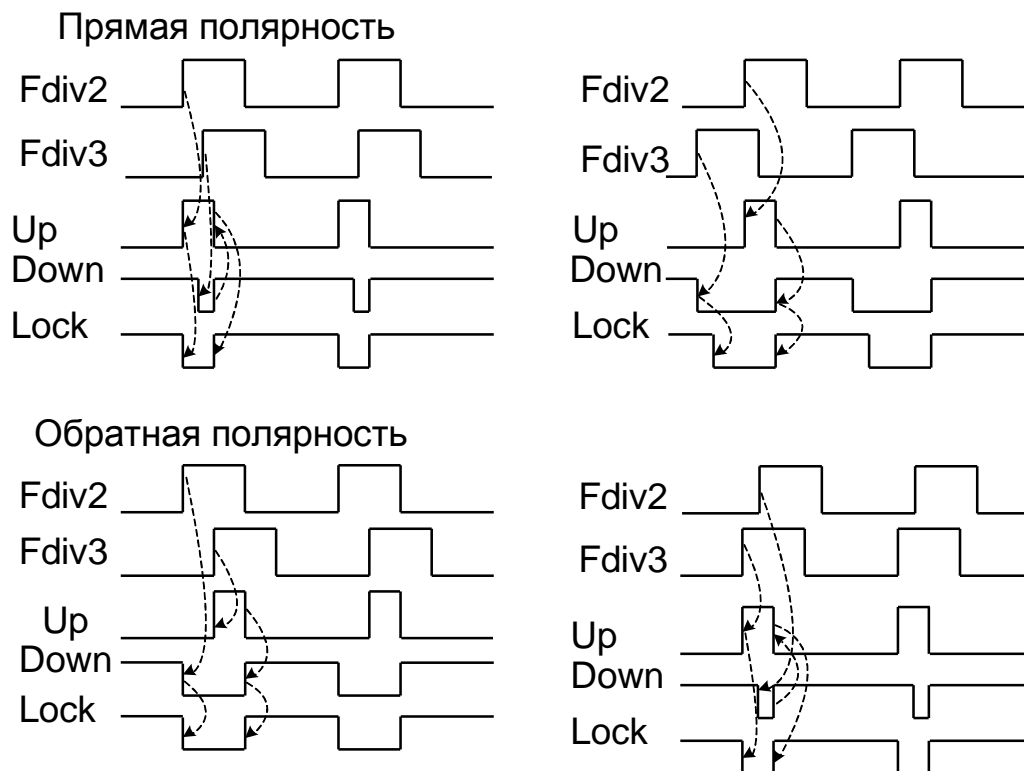 Прямая полярность
Fdiv2
Fdiv3
Up
Down
Lock
Fdiv2
Fdiv3
Up
Down
Lock
Обратная полярность
Fdiv2
Fdiv3
Up
Down
Lock
Fdiv2
Fdiv3
Up
Down
Lock